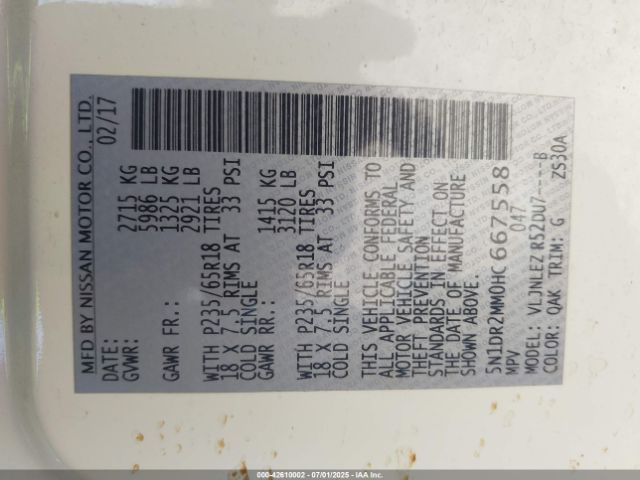 MFD BY NISSAN MOTOR CO., LTD.
DATE: 02/17
GVWR: 2715 KG
5986 LB
GAWR FR.: 1325 KG
2921 LB
WITH P235/65R18 TIRES
18 X 7.5 RIMS AT 33 PSI
COLD SINGLE
GAWR RR.: 1415 KG
3120 LB
WITH P235/65R18 TIRES
18 X 7.5 RIMS AT 33 PSI
COLD SINGLE
THIS VEHICLE CONFORMS TO
ALL APPLICABLE FEDERAL
MOTOR VEHICLE SAFETY AND
THEFT PREVENTION
STANDARDS IN EFFECT ON
THE DATE OF MANUFACTURE
SHOWN ABOVE.
5N1DR2MM0HC667558
MPV 047
MODEL: VLJNLEZ R52DU7-----B
COLOR: QAK TRIM: G ZS30A
000-42610002 - 07/01/2025 - IAAI.COM